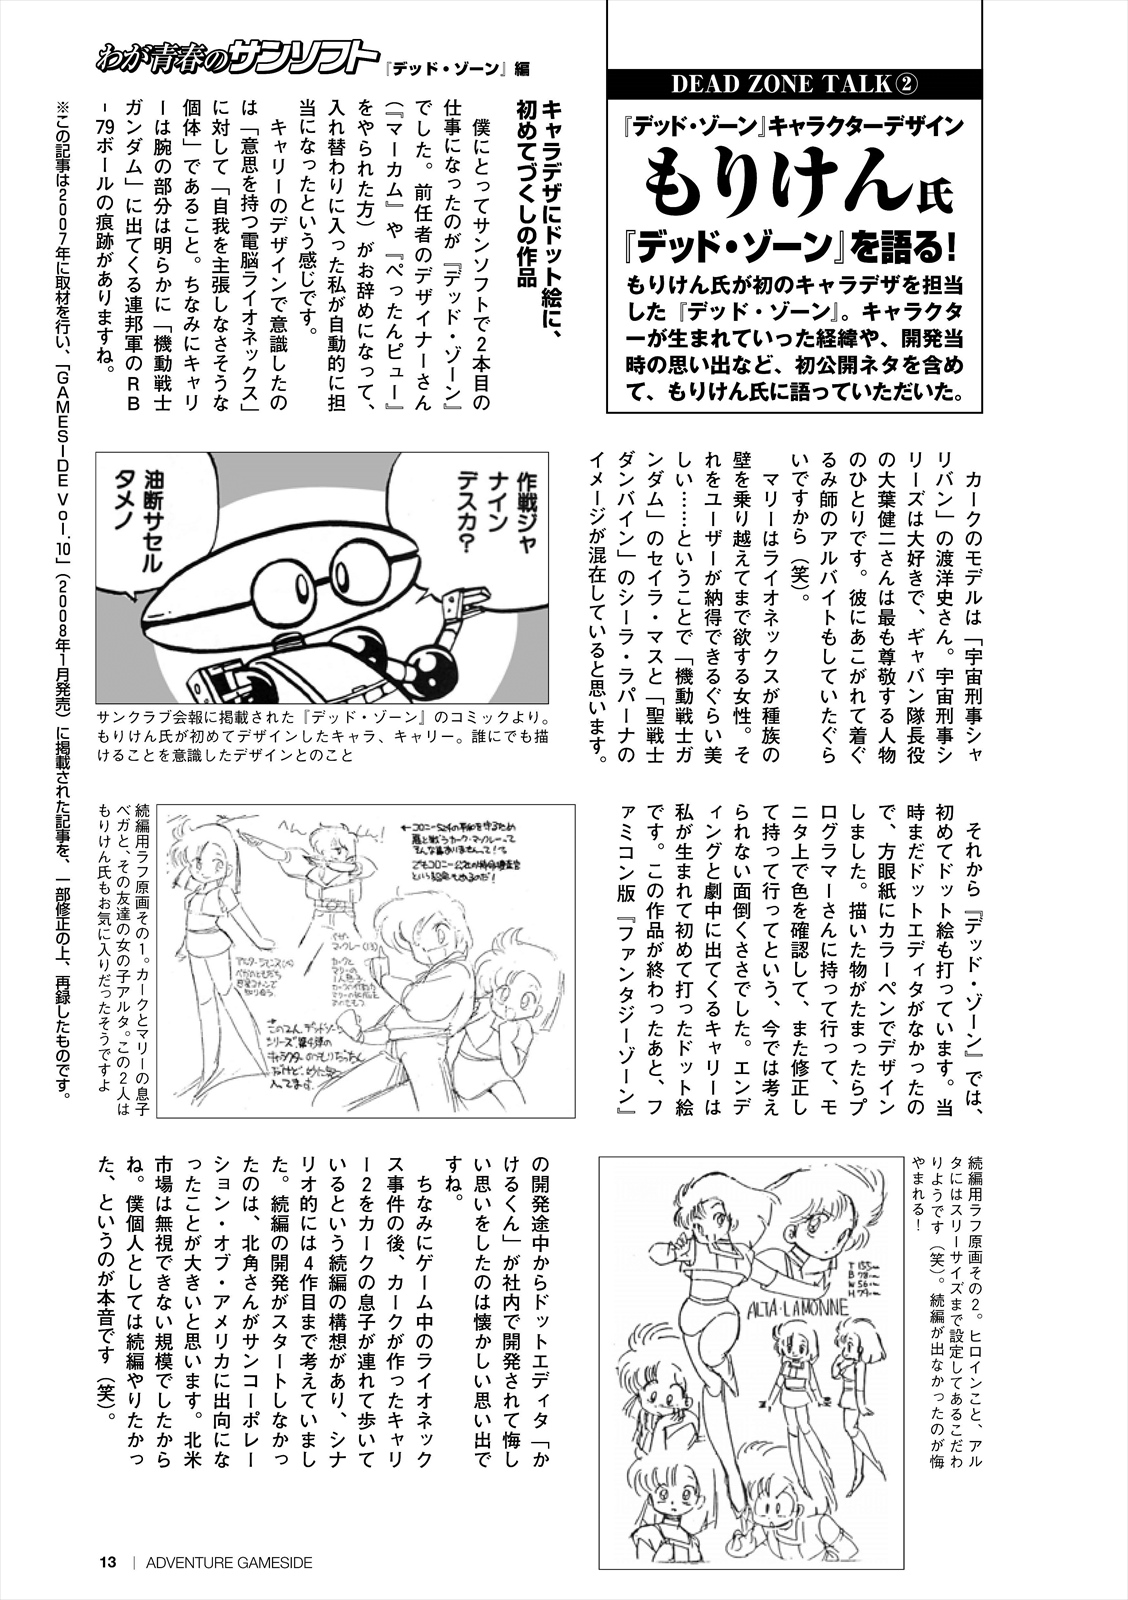 わが青春のサンソフト『デッド・ゾーン』編
DEAD ZONE TALK②
『デッド・ゾーン』キャラクターデザイン
もりけん氏
『デッド・ゾーン』を語る！
もりけん氏が初のキャラデザを担当
した『デッド・ゾーン』。キャラクタ
ーが生まれていった経緯や、開発当
時の思い出など、初公開ネタを含め
て、もりけん氏に語っていただいた。
キャラデザにドット絵に、
初めてづくしの作品
僕にとってサンソフトで2本目の
仕事になったのが『デッド・ゾーン』
でした。前任者のデザイナーさん
（『マーカム』や『ぺったんピュー』
をやられた方）がお辞めになって、
入れ替わりに入った私が自動的に担
当になったという感じです。
キャリーのデザインで意識したの
は「意思を持つ電脳ライオネックス」
に対して「自我を主張しなさそうな
個体」であること。ちなみにキャリ
ーは腕の部分は明らかに「機動戦士
ガンダム」に出てくる連邦軍のRB
-79ボールの痕跡がありますね。
カークのモデルは「宇宙刑事シャ
リバン」の渡洋史さん。宇宙刑事シ
リーズは大好きで、ギャバン隊長役
の大葉健二さんは最も尊敬する人物
のひとりです。彼にあこがれて着ぐ
るみ師のアルバイトもしていたぐら
いですから（笑）。
マリーはライオネックスが種族の
壁を乗り越えてまで欲する女性。そ
れをユーザーが納得できるぐらい美
しい……ということで「機動戦士ガ
ンダム」のセイラ・マスと「聖戦士
ダンバイン」のシーラ・ラパーナの
イメージが混在していると思います。
作戦ジャ
ナイン
デスカ？
油断サセル
タメノ
サンクラブ会報に掲載された『デッド・ゾーン』のコミックより。
もりけん氏が初めてデザインしたキャラ、キャリー。誰にでも描
けることを意識したデザインとのこと
それから『デッド・ゾーン』では、
初めてドット絵も打っています。当
時まだドットエディタがなかったの
で、方眼紙にカラーペンでデザイン
しました。描いた物がたまったらプ
ログラマーさんに持って行って、モ
ニタ上で色を確認して、また修正し
て持って行ってという、今では考え
られない面倒くささでした。エンデ
ィングと劇中に出てくるキャリーは
私が生まれて初めて打ったドット絵
です。この作品が終わったあと、フ
ァミコン版『ファンタジーゾーン』
の開発途中からドットエディタ「か
けるくん」が社内で開発されて悔し
い思いをしたのは懐かしい思い出で
すね。
ちなみにゲーム中のライオネック
ス事件の後、カークが作ったキャリ
ー2をカークの息子が連れて歩いて
いるという続編の構想があり、シナ
リオ的には4作目まで考えていまし
た。続編の開発がスタートしなかっ
たのは、北角さんがサンコーポレー
ション・オブ・アメリカに出向にな
ったことが大きいと思います。北米
市場は無視できない規模でしたから
ね。僕個人としては続編やりたかっ
た、というのが本音です（笑）。
へん！
←コロニーS24の平和を守るため
悪と戦うカーク・マックレーって
そんな話ありませんって！で
でもコロニー公社の特命捜査官
続編用ラフ原画その1。カークとマリーの息子
ベガと、その友達の女の子アルタ。この2人は
もりけん氏もお気に入りだったそうですよ
T 155cm
B 78cm
W 56cm
H 79cm
ALTA・LAMONNE
続編用ラフ原画その2。ヒロインこと、アル
タにはスリーサイズまで設定してあるこだわ
りようです（笑）。続編が出なかったのが悔
やまれる！
※この記事は2007年に取材を行い、「GAMESIDE Vol.10」（2008年1月発売）に掲載された記事を、一部修正の上、再録したものです。
13 | ADVENTURE GAMESIDE